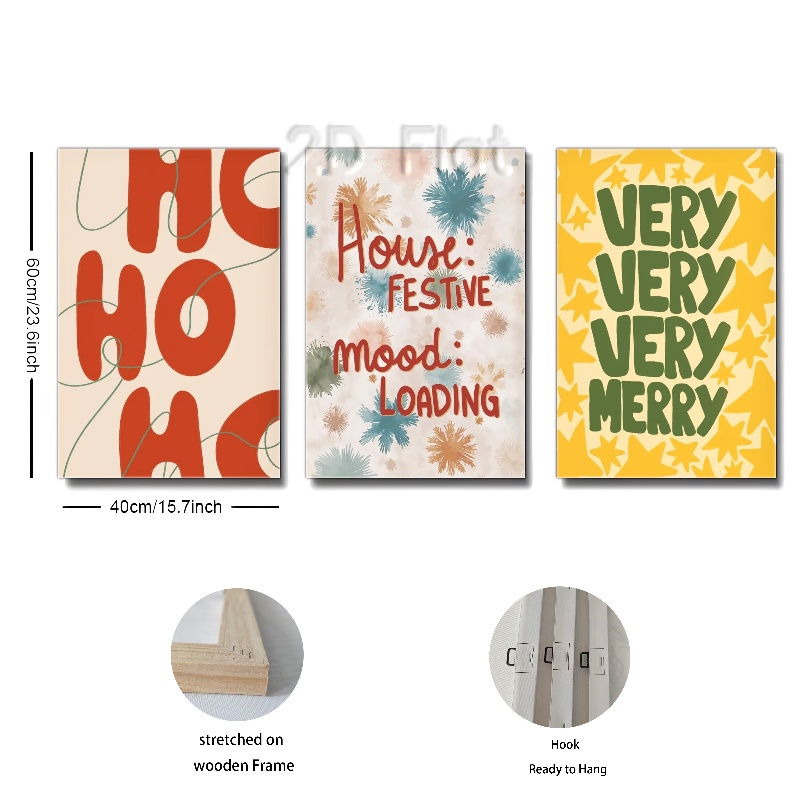 2D Flat
HO
HO
HO
House:
FESTIVE
mood:
LOADING
VERY
VERY
VERY
MERRY
60cm/23.6inch
40cm/15.7inch
stretched on
wooden Frame
Hook
Ready to Hang